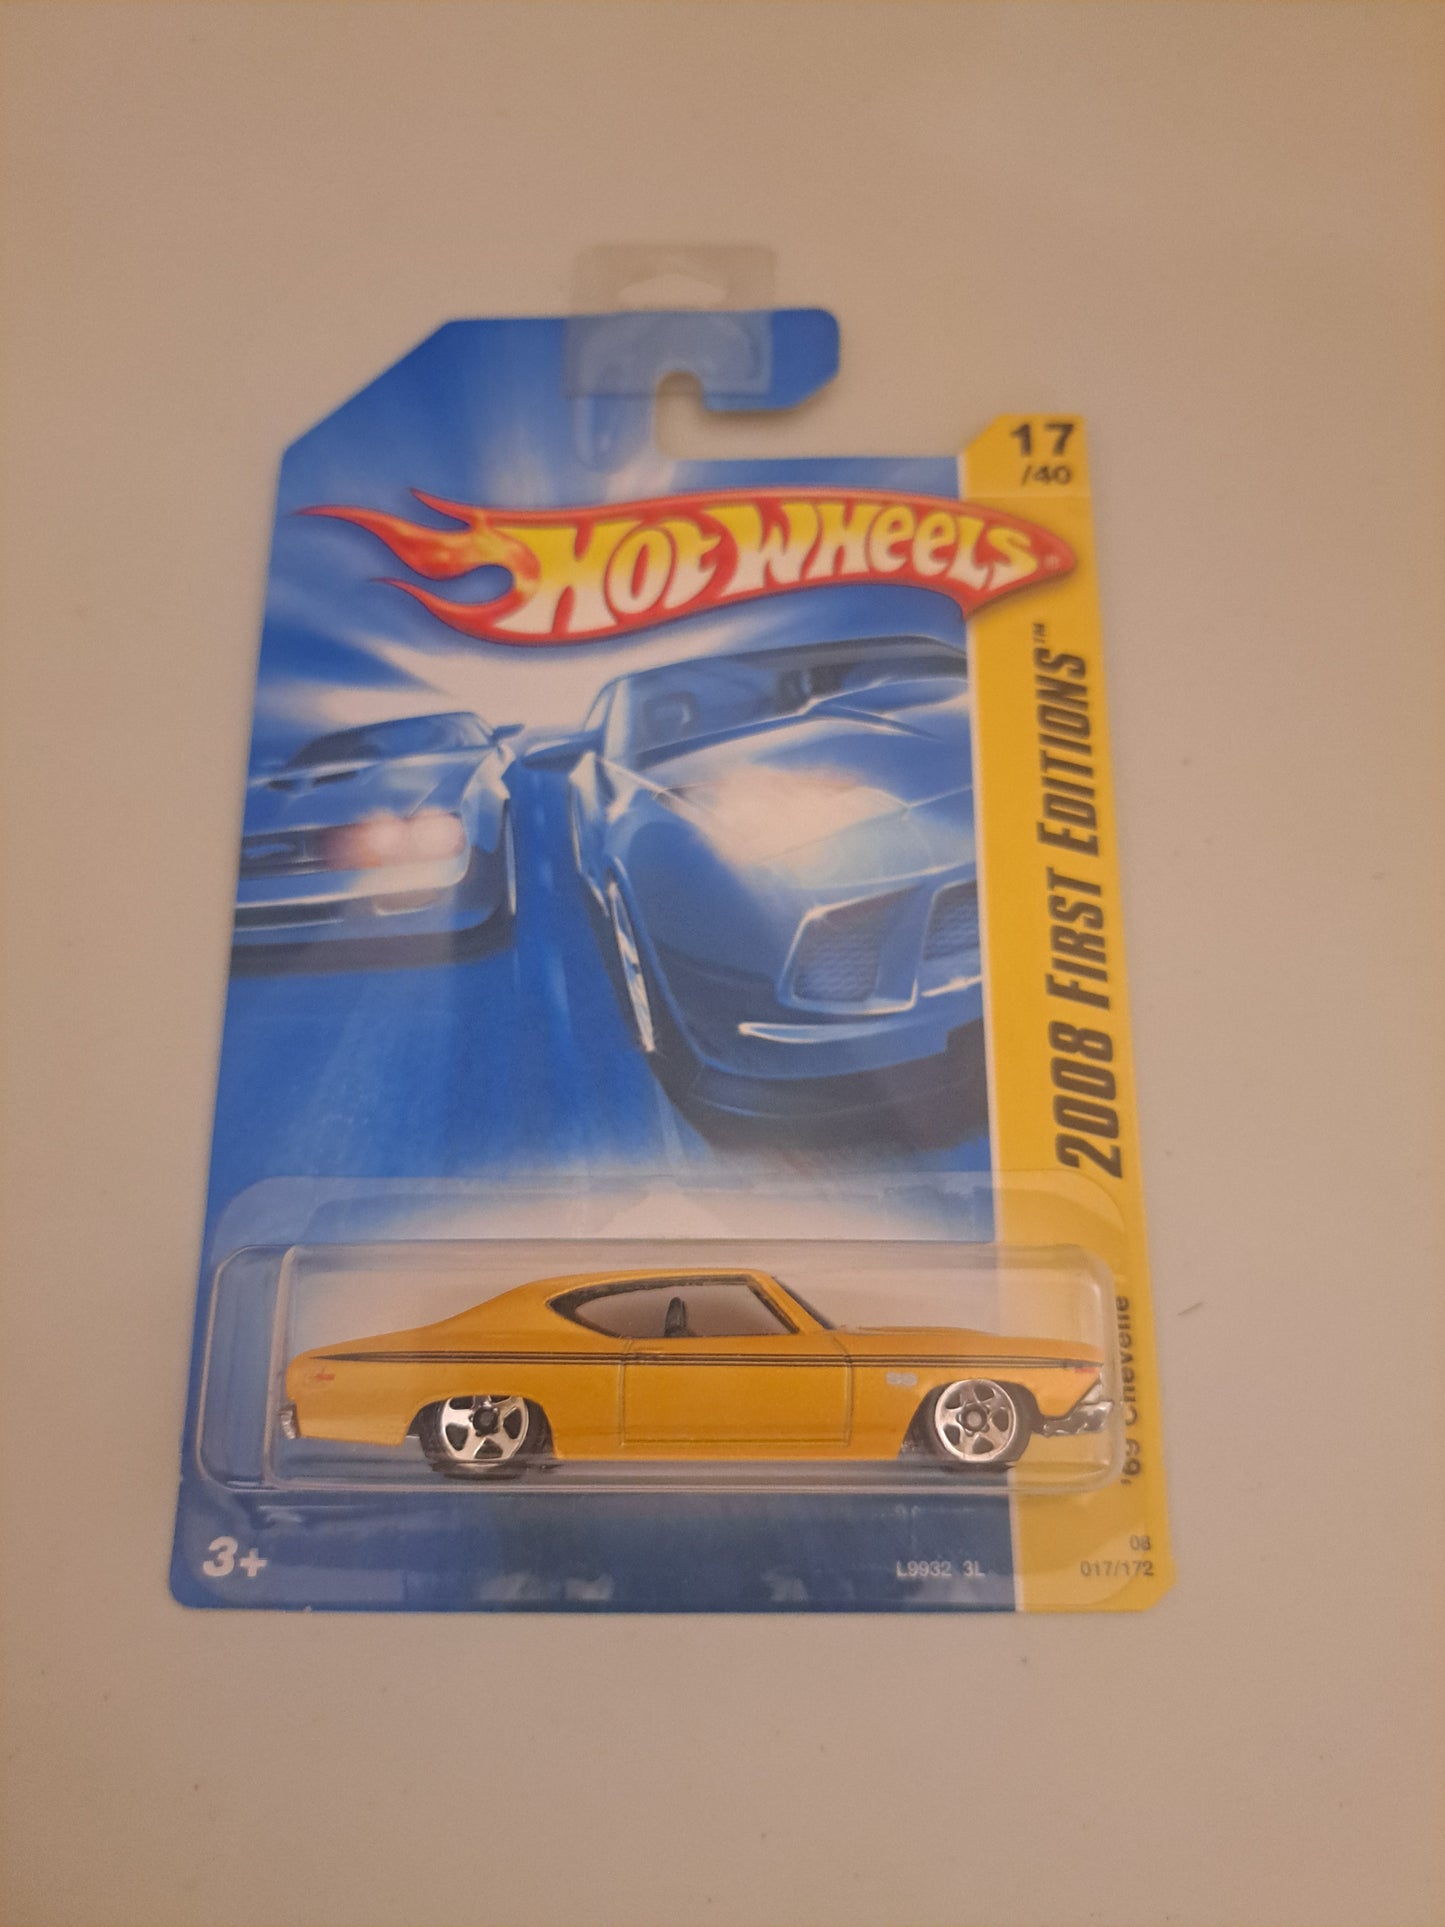 17
/40
HOT WHEELS®
2008 FIRST EDITIONS™
'69 Chevelle
SS
3+
L9932 3L
08
017/172